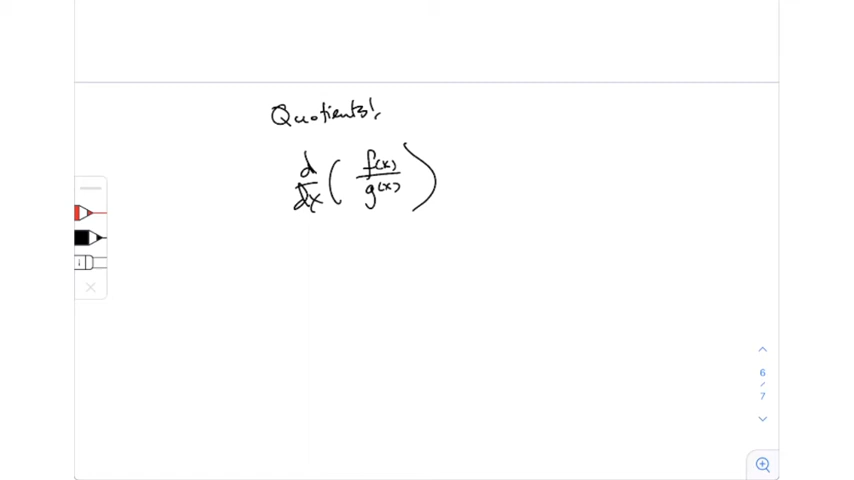 Quotients!
d/dx ( f(x)/g(x) )
6
/
7